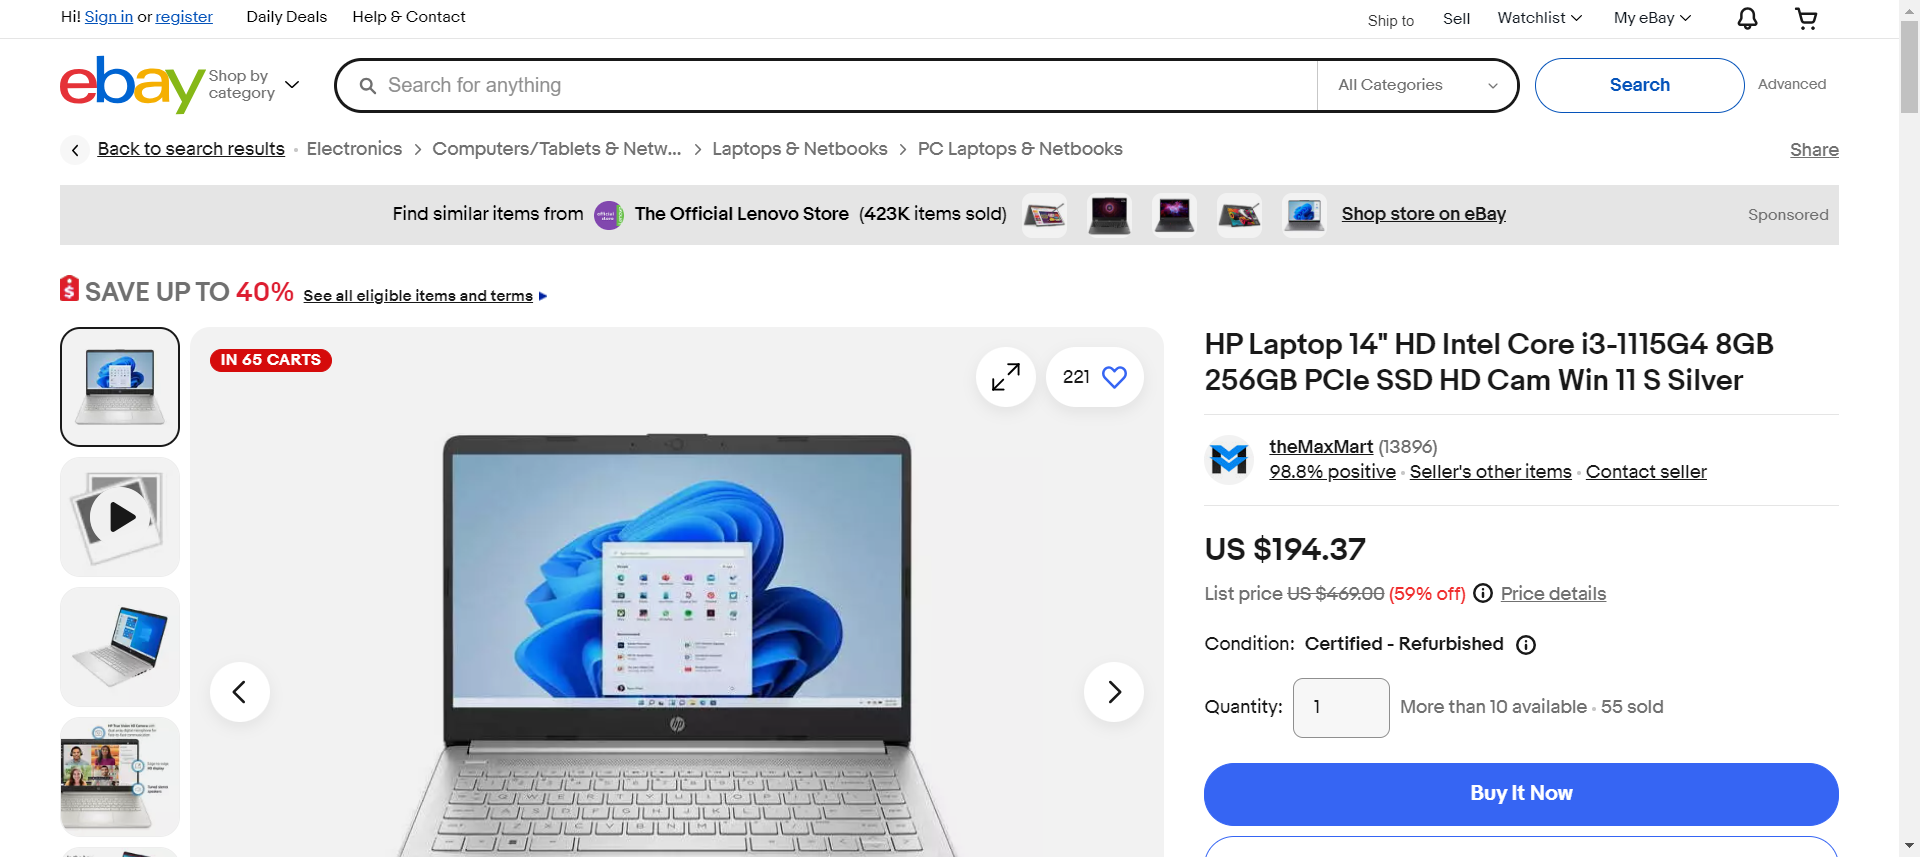 Hi! Sign in or register Daily Deals Help & Contact Ship to Sell Watchlist My eBay
ebay
Shop by
category
Search for anything All Categories Search Advanced
Back to search results Electronics > Computers/Tablets & Netw... > Laptops & Netbooks > PC Laptops & Netbooks Share
Find similar items from The Official Lenovo Store (423K items sold) Shop store on eBay Sponsored
SAVE UP TO 40% See all eligible items and terms
IN 65 CARTS
221
hp
HP Laptop 14" HD Intel Core i3-1115G4 8GB
256GB PCIe SSD HD Cam Win 11 S Silver
theMaxMart (13896)
98.8% positive · Seller's other items · Contact seller
US $194.37
List price US $469.00 (59% off) Price details
Condition: Certified - Refurbished
Quantity: 1 More than 10 available · 55 sold
Buy It Now